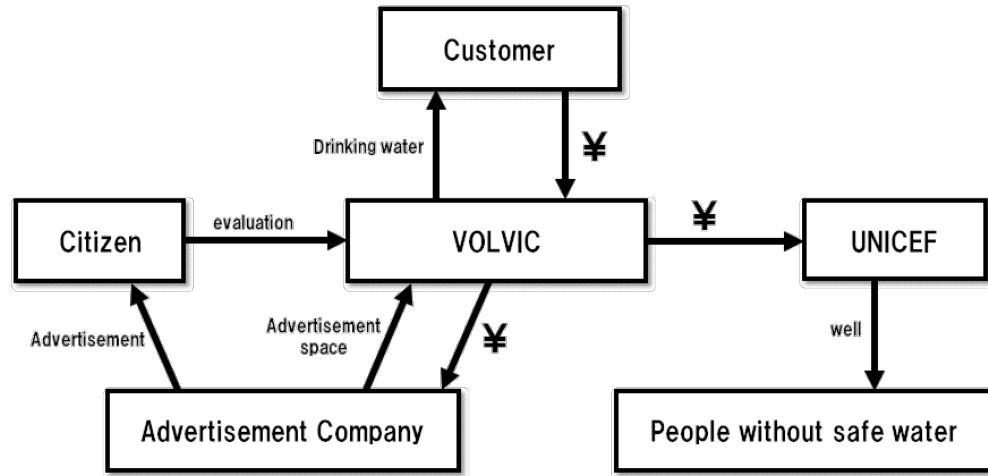 Customer
Drinking water
¥
Citizen
evaluation
VOLVIC
¥
UNICEF
Advertisement
Advertisement
space
¥
well
Advertisement Company
People without safe water